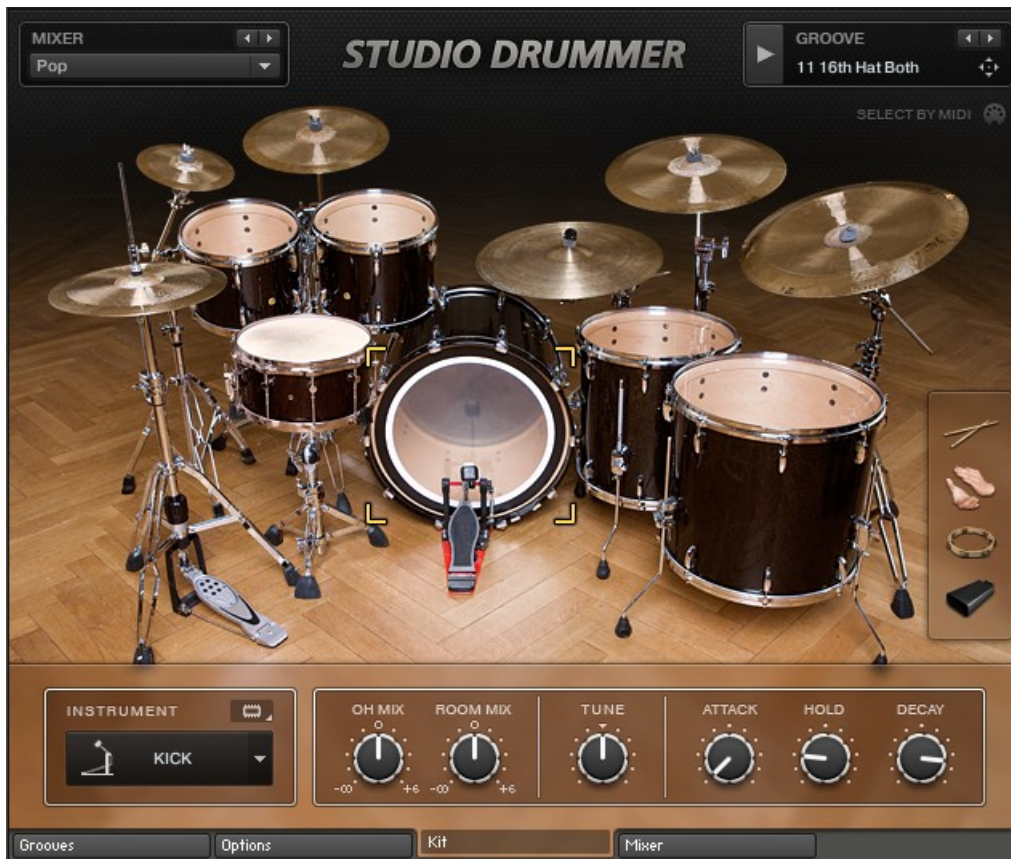 MIXER
Pop
STUDIO DRUMMER
GROOVE
11 16th Hat Both
SELECT BY MIDI
INSTRUMENT
KICK
OH MIX
ROOM MIX
TUNE
ATTACK
HOLD
DECAY
-∞ +6
-∞ +6
Grooves
Options
Kit
Mixer